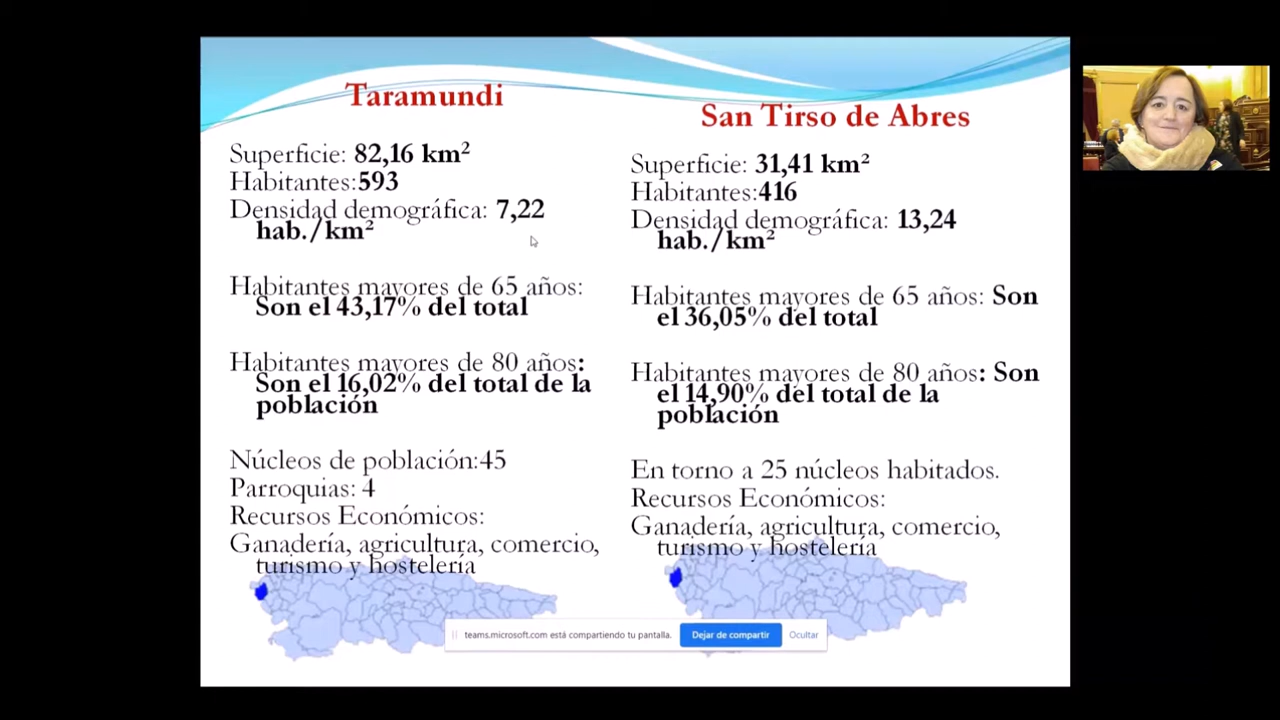 Taramundi
Superficie: 82,16 km²
Habitantes:593
Densidad demográfica: 7,22
hab./km²
Habitantes mayores de 65 años:
Son el 43,17% del total
Habitantes mayores de 80 años:
Son el 16,02% del total de la
población
Núcleos de población:45
Parroquias: 4
Recursos Económicos:
Ganadería, agricultura, comercio,
turismo y hostelería
San Tirso de Abres
Superficie: 31,41 km²
Habitantes:416
Densidad demográfica: 13,24
hab./km²
Habitantes mayores de 65 años: Son
el 36,05% del total
Habitantes mayores de 80 años: Son
el 14,90% del total de la
población
En torno a 25 núcleos habitados.
Recursos Económicos:
Ganadería, agricultura, comercio,
turismo y hostelería
teams.microsoft.com está compartiendo tu pantalla. Dejar de compartir Ocultar